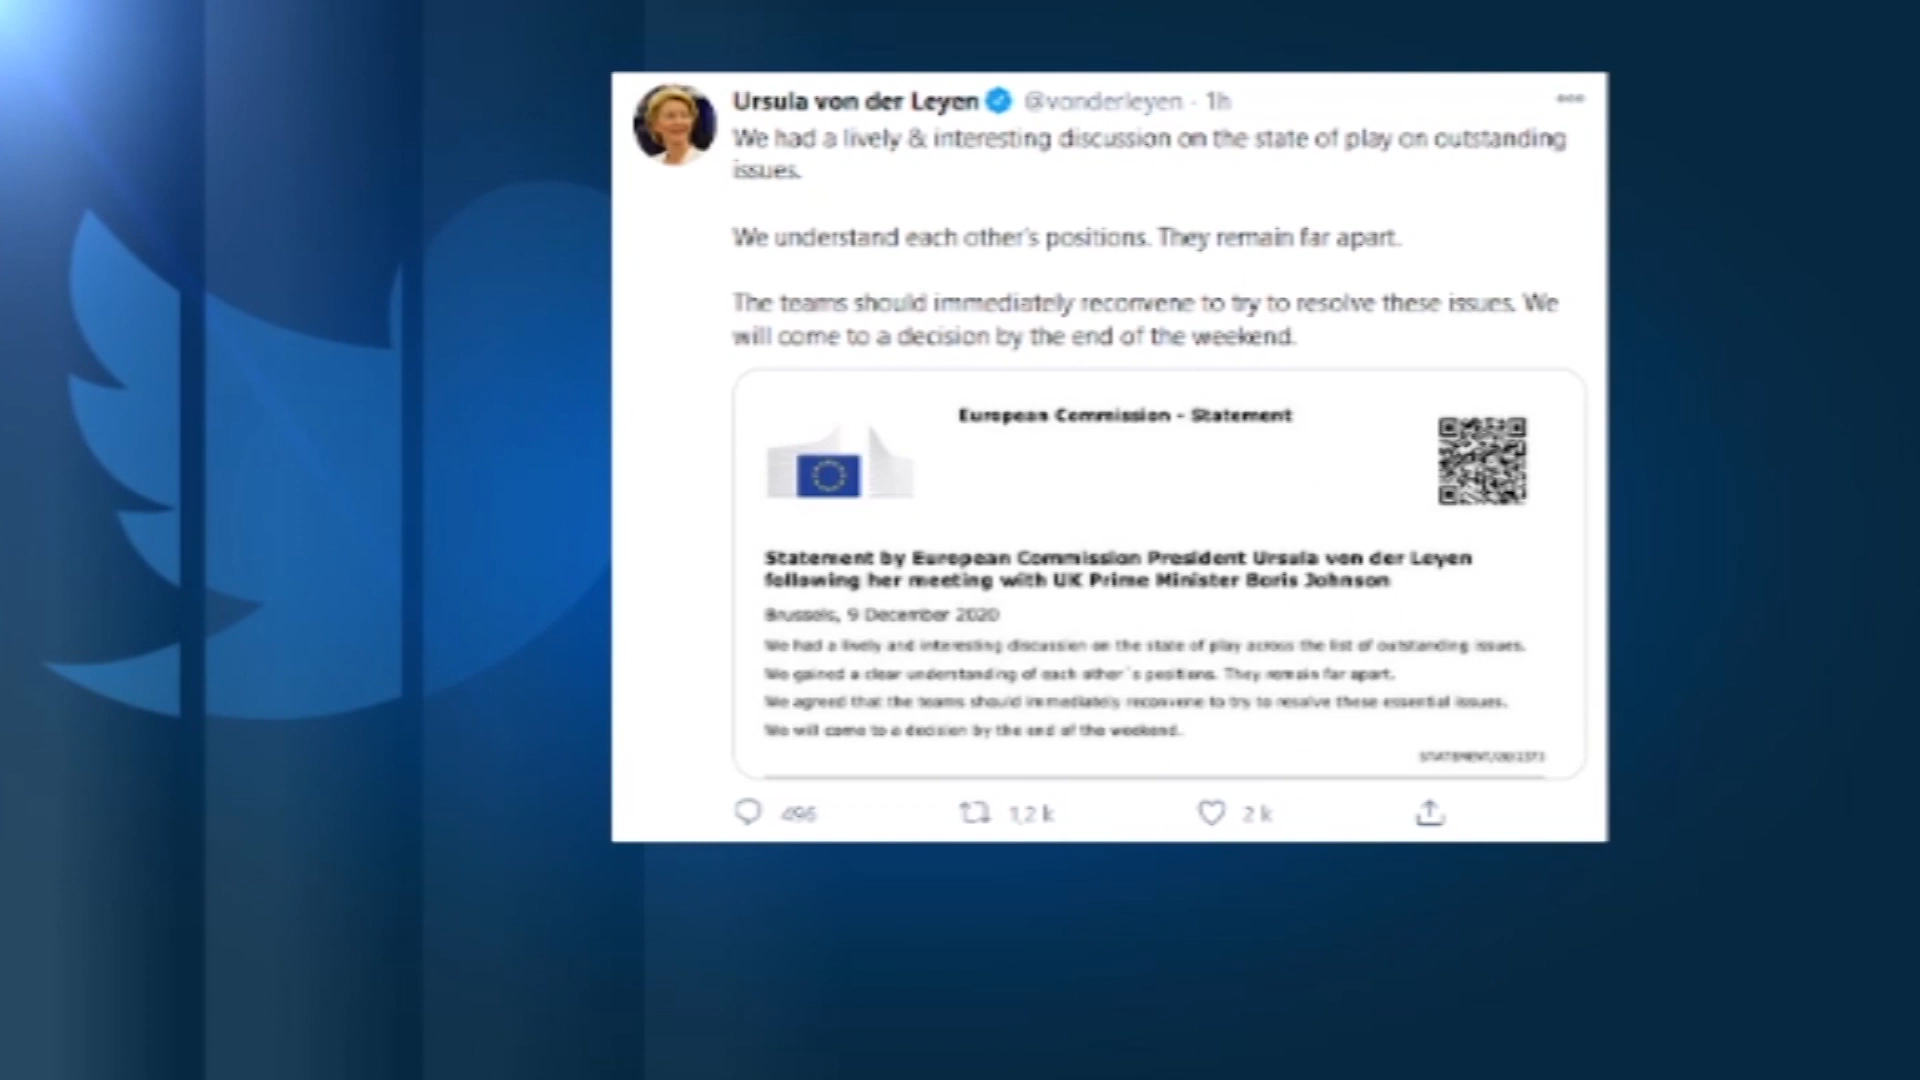 Ursula von der Leyen @vonderleyen · 1h
We had a lively & interesting discussion on the state of play on outstanding
issues.
We understand each other's positions. They remain far apart.
The teams should immediately reconvene to try to resolve these issues. We
will come to a decision by the end of the weekend.
European Commission - Statement
Statement by European Commission President Ursula von der Leyen
following her meeting with UK Prime Minister Boris Johnson
Brussels, 9 December 2020
We had a lively and interesting discussion on the state of play across the list of outstanding issues.
We gained a clear understanding of each other´s positions. They remain far apart.
We agreed that the teams should immediately reconvene to try to resolve these essential issues.
We will come to a decision by the end of the weekend.
496 1,2 k 2 k